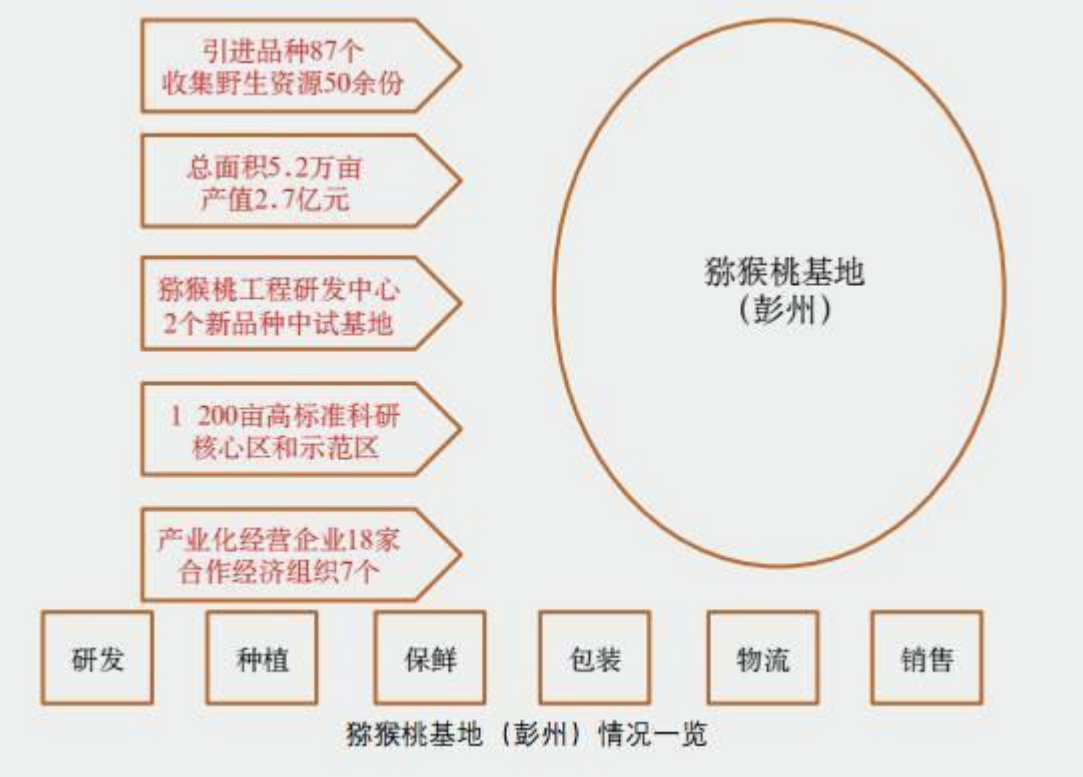 引进品种87个
收集野生资源50余份
总面积5.2万亩
产值2.7亿元
猕猴桃工程研发中心
2个新品种中试基地
1 200亩高标准科研
核心区和示范区
产业化经营企业18家
合作经济组织7个
猕猴桃基地
（彭州）
研发
种植
保鲜
包装
物流
销售
猕猴桃基地（彭州）情况一览